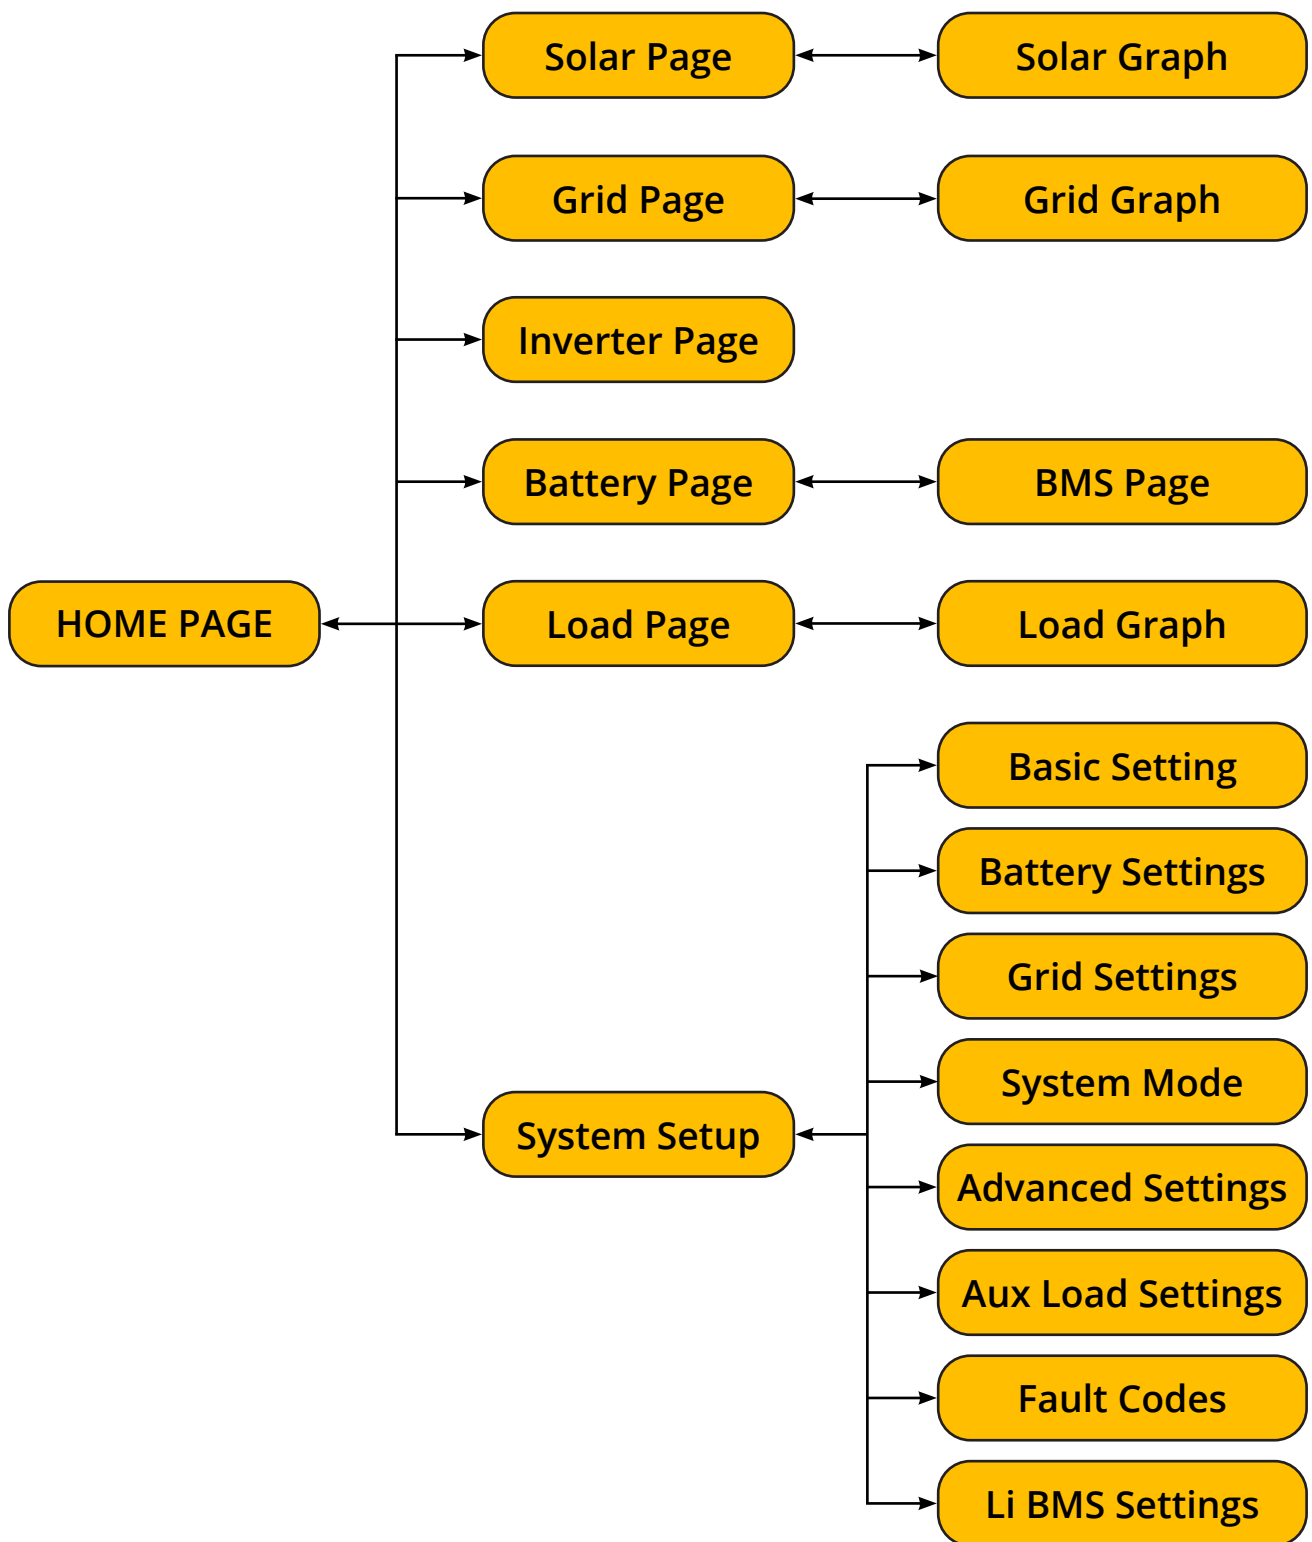 Solar Page
Solar Graph
Grid Page
Grid Graph
Inverter Page
Battery Page
BMS Page
HOME PAGE
Load Page
Load Graph
Basic Setting
Battery Settings
Grid Settings
System Mode
System Setup
Advanced Settings
Aux Load Settings
Fault Codes
Li BMS Settings